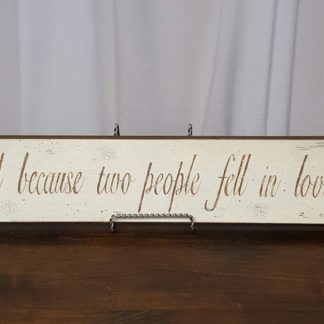 because two people fell in